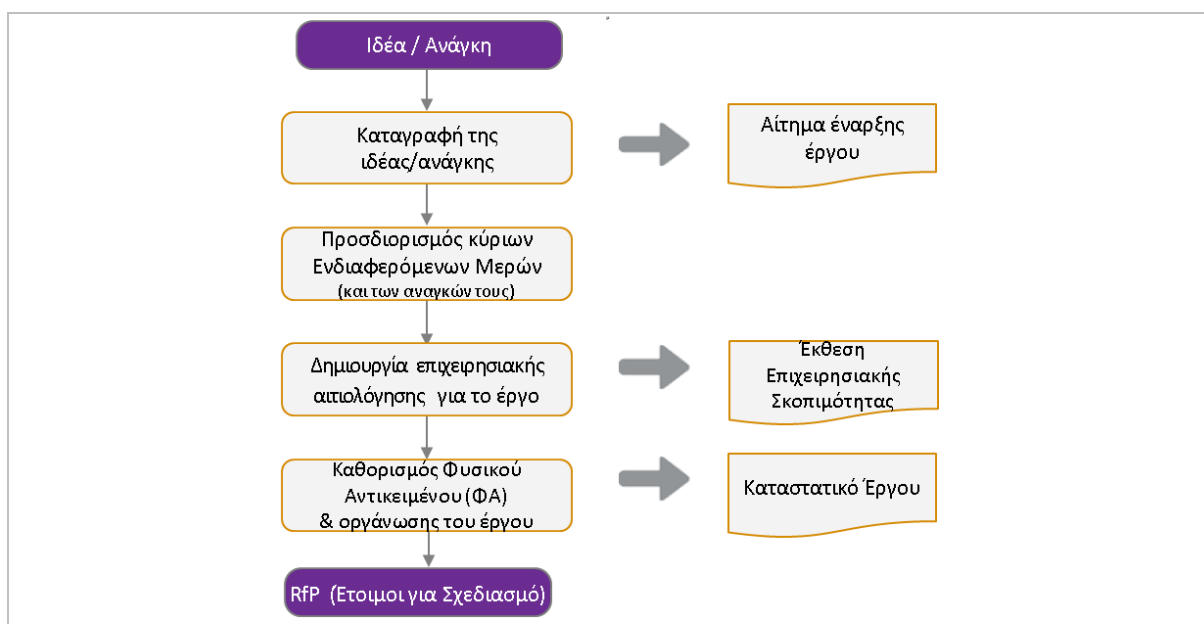 Ιδέα / Ανάγκη
Καταγραφή της
ιδέας/ανάγκης
Αίτημα έναρξης
έργου
Προσδιορισμός κύριων
Ενδιαφερόμενων Μερών
(και των αναγκών τους)
Δημιουργία επιχειρησιακής
αιτιολόγησης για το έργο
Έκθεση
Επιχειρησιακής
Σκοπιμότητας
Καθορισμός Φυσικού
Αντικειμένου (ΦΑ)
& οργάνωσης του έργου
Καταστατικό Έργου
RfP (Έτοιμοι για Σχεδιασμό)